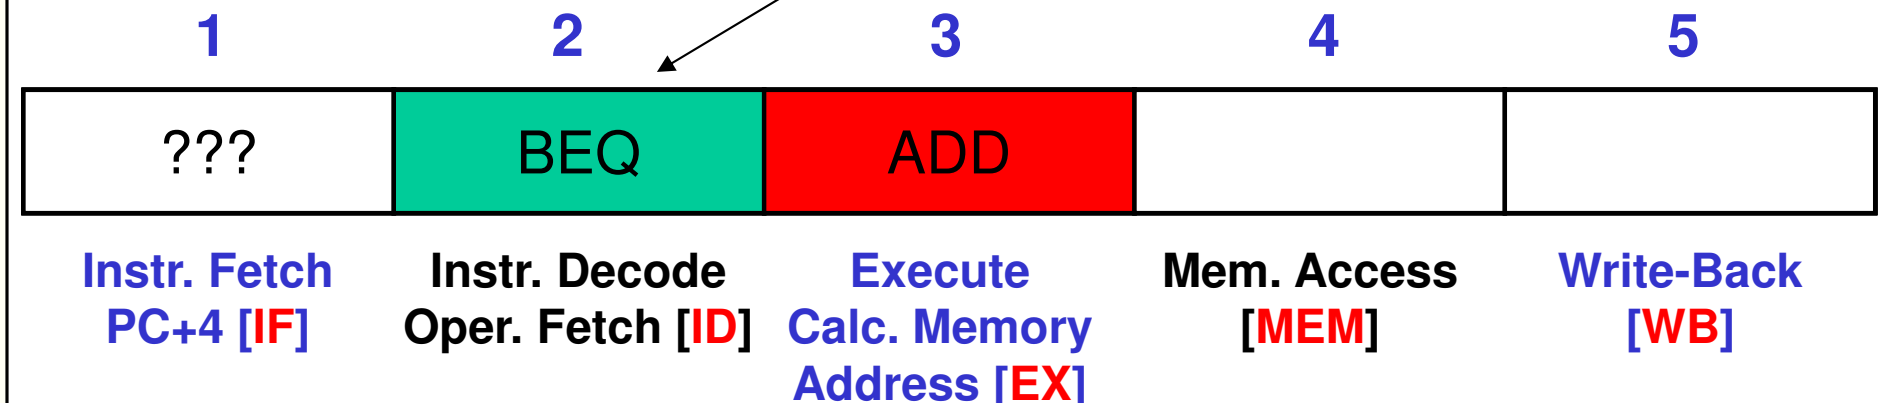 1 2 3 4 5
??? BEQ ADD
Instr. Fetch Instr. Decode Execute Mem. Access Write-Back
PC+4 [IF] Oper. Fetch [ID] Calc. Memory [MEM] [WB]
Address [EX]